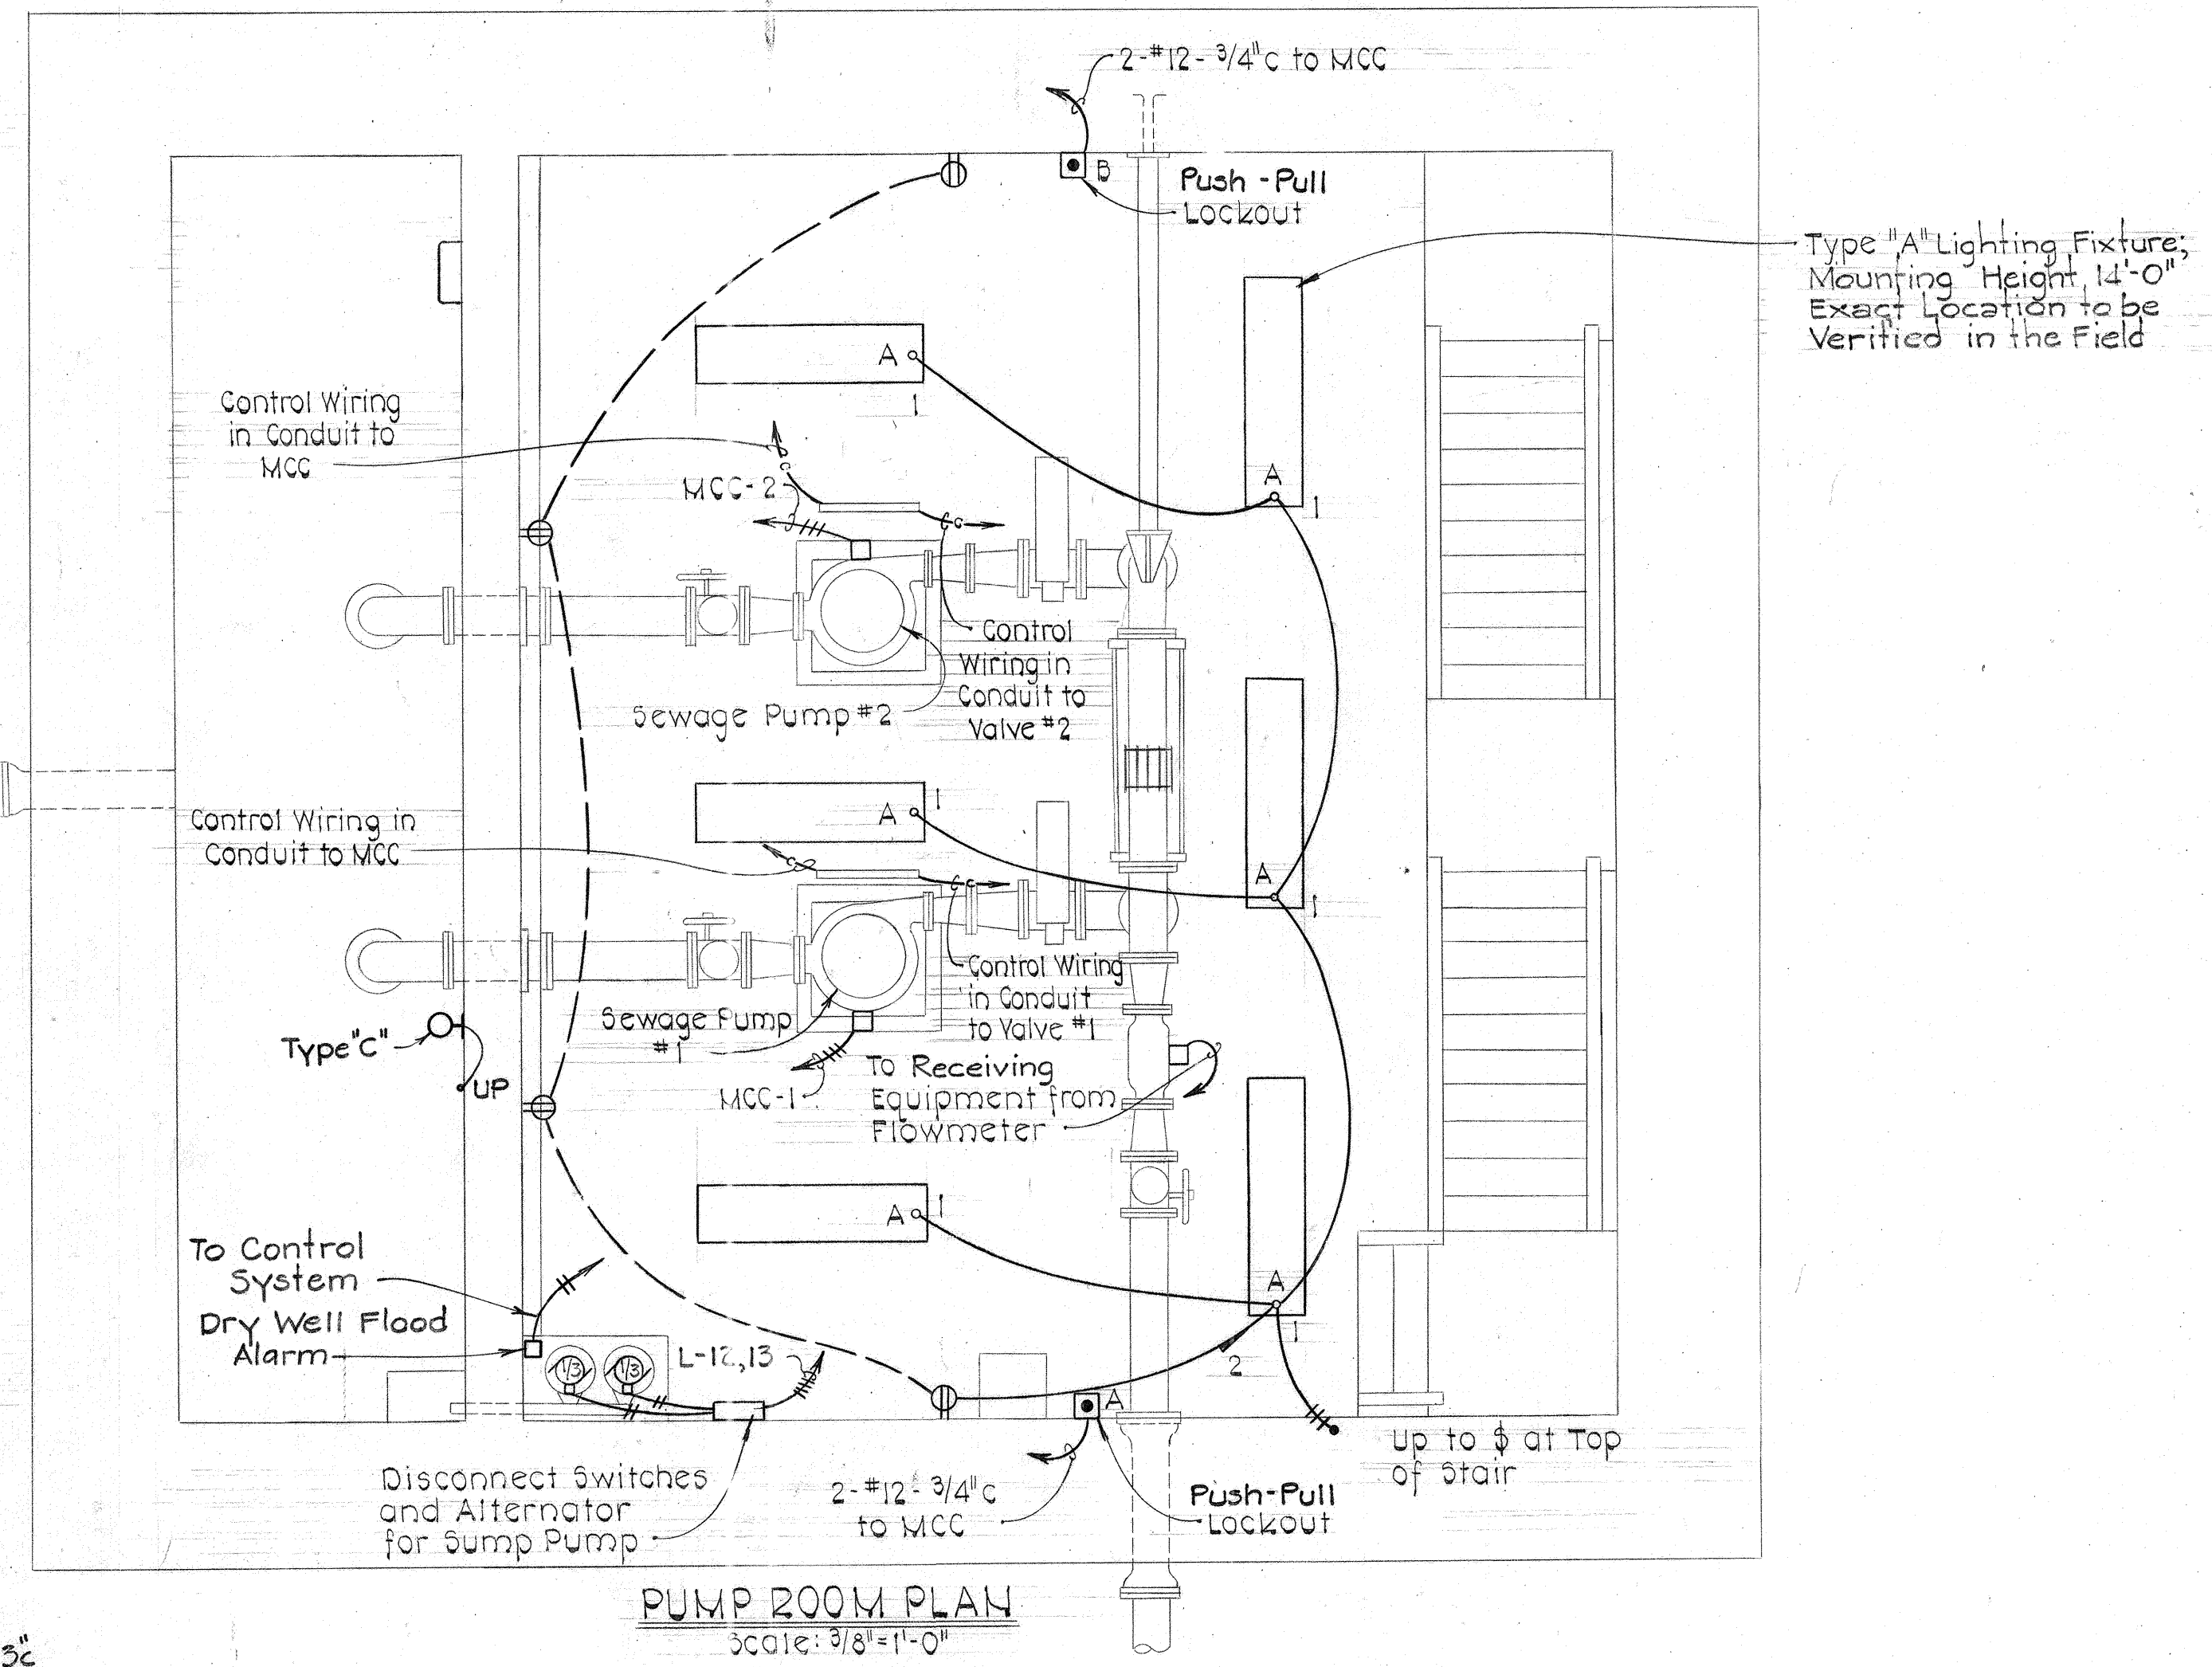 2-#12-3/4"c to MCC
B
Push-Pull
Lockout
Type "A" Lighting Fixture;
Mounting Height, 14'-0"
Exact Location to be
Verified in the Field
A
1
Control Wiring
in Conduit to
MCC
A
1
MCC-2
Control
Wiring in
Conduit to
Valve #2
Sewage Pump #2
A
1
Control Wiring in
Conduit to MCC
A
1
Control Wiring
in Conduit
to Valve #1
Sewage Pump
#1
Type "C"
UP
MCC-1
To Receiving
Equipment from
Flowmeter
A
1
To Control
System
Dry Well Flood
Alarm
A
1
2
L-12,13
1/3
1/3
A
Up to $ at Top
of Stair
Disconnect Switches
and Alternator
for Sump Pump
2-#12-3/4"c
to MCC
Push-Pull
Lockout
PUMP ROOM PLAN
Scale: 3/8"=1'-0"
3"c